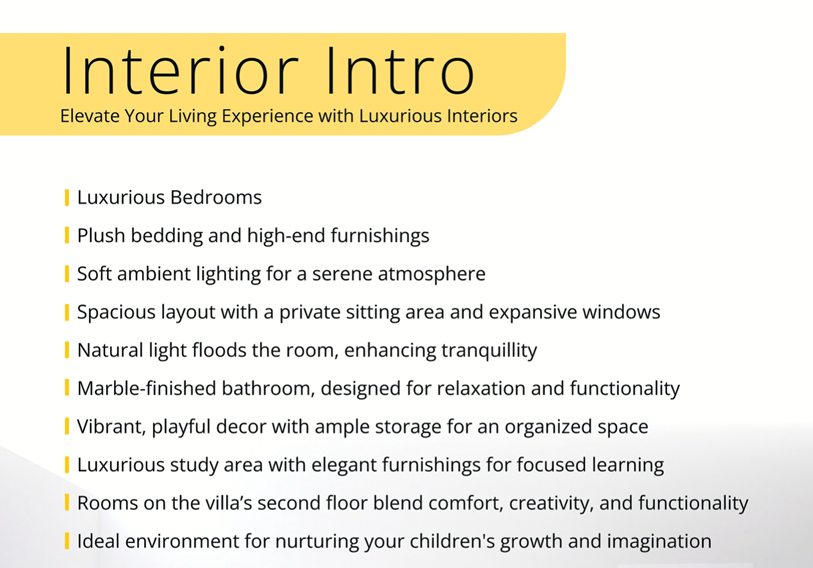 Interior Intro
Elevate Your Living Experience with Luxurious Interiors
Luxurious Bedrooms
Plush bedding and high-end furnishings
Soft ambient lighting for a serene atmosphere
Spacious layout with a private sitting area and expansive windows
Natural light floods the room, enhancing tranquillity
Marble-finished bathroom, designed for relaxation and functionality
Vibrant, playful decor with ample storage for an organized space
Luxurious study area with elegant furnishings for focused learning
Rooms on the villa’s second floor blend comfort, creativity, and functionality
Ideal environment for nurturing your children's growth and imagination